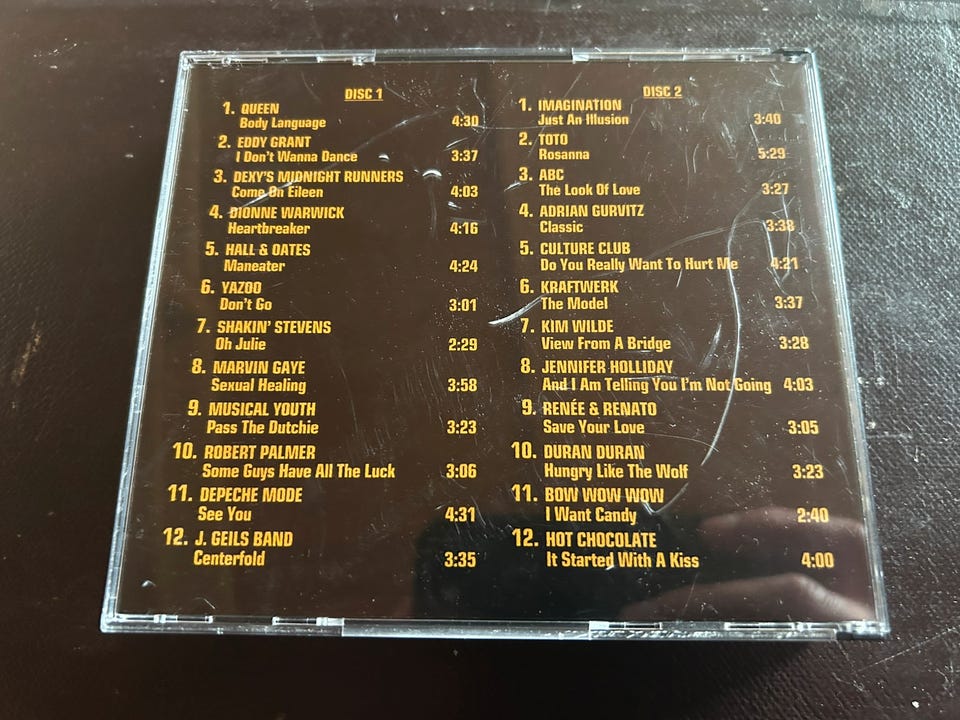 DISC 1
1. QUEEN
Body Language 4:30
2. EDDY GRANT
I Don't Wanna Dance 3:37
3. DEXY'S MIDNIGHT RUNNERS
Come On Eileen 4:03
4. DIONNE WARWICK
Heartbreaker 4:16
5. HALL & OATES
Maneater 4:24
6. YAZOO
Don't Go 3:01
7. SHAKIN' STEVENS
Oh Julie 2:29
8. MARVIN GAYE
Sexual Healing 3:58
9. MUSICAL YOUTH
Pass The Dutchie 3:23
10. ROBERT PALMER
Some Guys Have All The Luck 3:06
11. DEPECHE MODE
See You 4:31
12. J. GEILS BAND
Centerfold 3:35
DISC 2
1. IMAGINATION
Just An Illusion 3:40
2. TOTO
Rosanna 5:29
3. ABC
The Look Of Love 3:27
4. ADRIAN GURVITZ
Classic 3:38
5. CULTURE CLUB
Do You Really Want To Hurt Me 4:21
6. KRAFTWERK
The Model 3:37
7. KIM WILDE
View From A Bridge 3:28
8. JENNIFER HOLLIDAY
And I Am Telling You I'm Not Going 4:03
9. RENÉE & RENATO
Save Your Love 3:05
10. DURAN DURAN
Hungry Like The Wolf 3:23
11. BOW WOW WOW
I Want Candy 2:40
12. HOT CHOCOLATE
It Started With A Kiss 4:00